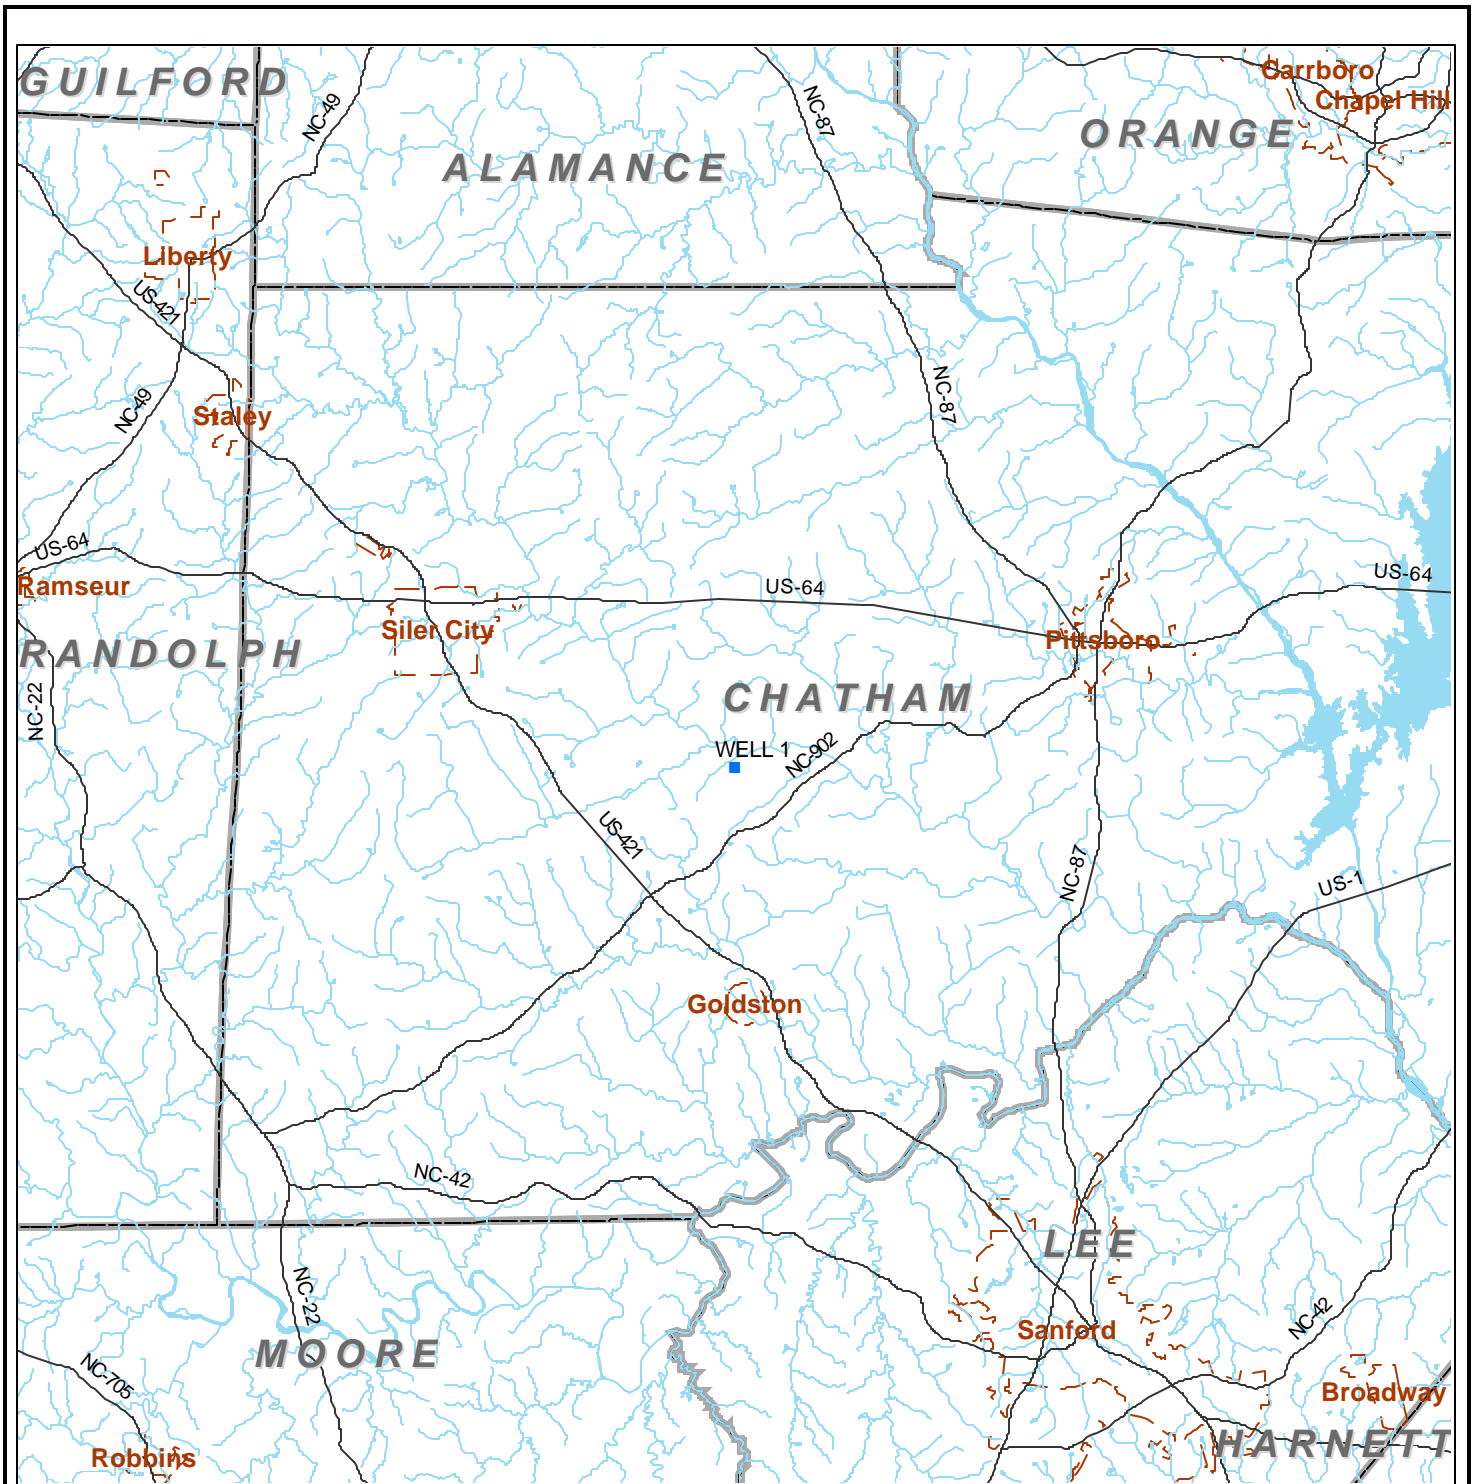 GUILFORD
Carrboro
Chapel Hill
NC-49
NC-87
ORANGE
ALAMANCE
Liberty
US-421
NC-49
NC-87
Staley
US-64
Ramseur
US-64
US-64
Siler City
Pittsboro
RANDOLPH
NC-22
CHATHAM
WELL 1
NC-902
US-421
NC-87
US-1
Goldston
NC-42
LEE
NC-22
Sanford
NC-42
MOORE
NC-705
Broadway
HARNETT
Robbins